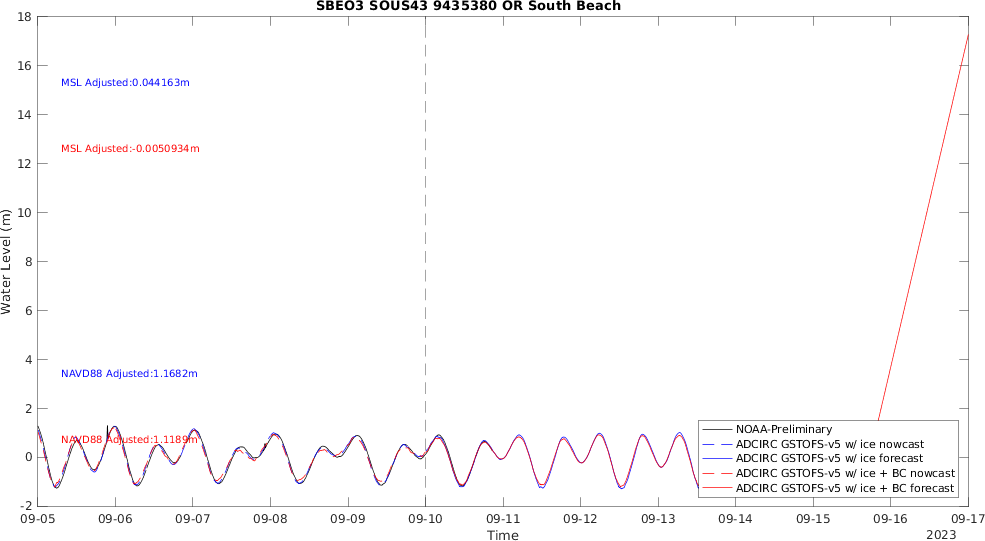 SBEO3 SOUS43 9435380 OR South Beach
Water Level (m)
18
16
14
12
10
8
6
4
2
0
-2
MSL Adjusted:0.044163m
MSL Adjusted:-0.0050934m
NAVD88 Adjusted:1.1682m
NAVD88 Adjusted:1.1189m
NOAA-Preliminary
ADCIRC GSTOFS-v5 w/ ice nowcast
ADCIRC GSTOFS-v5 w/ ice forecast
ADCIRC GSTOFS-v5 w/ ice + BC nowcast
ADCIRC GSTOFS-v5 w/ ice + BC forecast
09-05 09-06 09-07 09-08 09-09 09-10 09-11 09-12 09-13 09-14 09-15 09-16 09-17
Time
2023